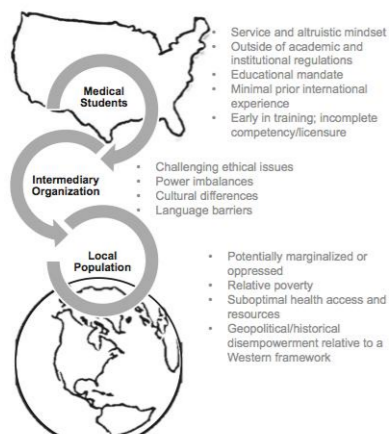 • Service and altruistic mindset
• Outside of academic and
institutional regulations
• Educational mandate
• Minimal prior international
experience
• Early in training; incomplete
competency/licensure
Medical
Students
Intermediary
Organization
• Challenging ethical issues
• Power imbalances
• Cultural differences
• Language barriers
Local
Population
• Potentially marginalized or
oppressed
• Relative poverty
• Suboptimal health access and
resources
• Geopolitical/historical
disempowerment relative to a
Western framework